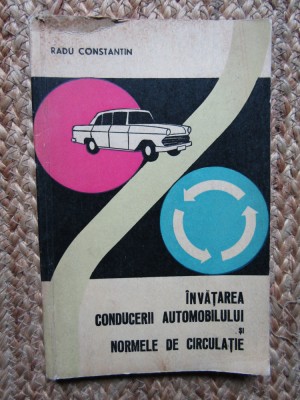 RADU CONSTANTIN
ÎNVĂȚAREA
CONDUCERII AUTOMOBILULUI
ȘI
NORMELE DE CIRCULAȚIE